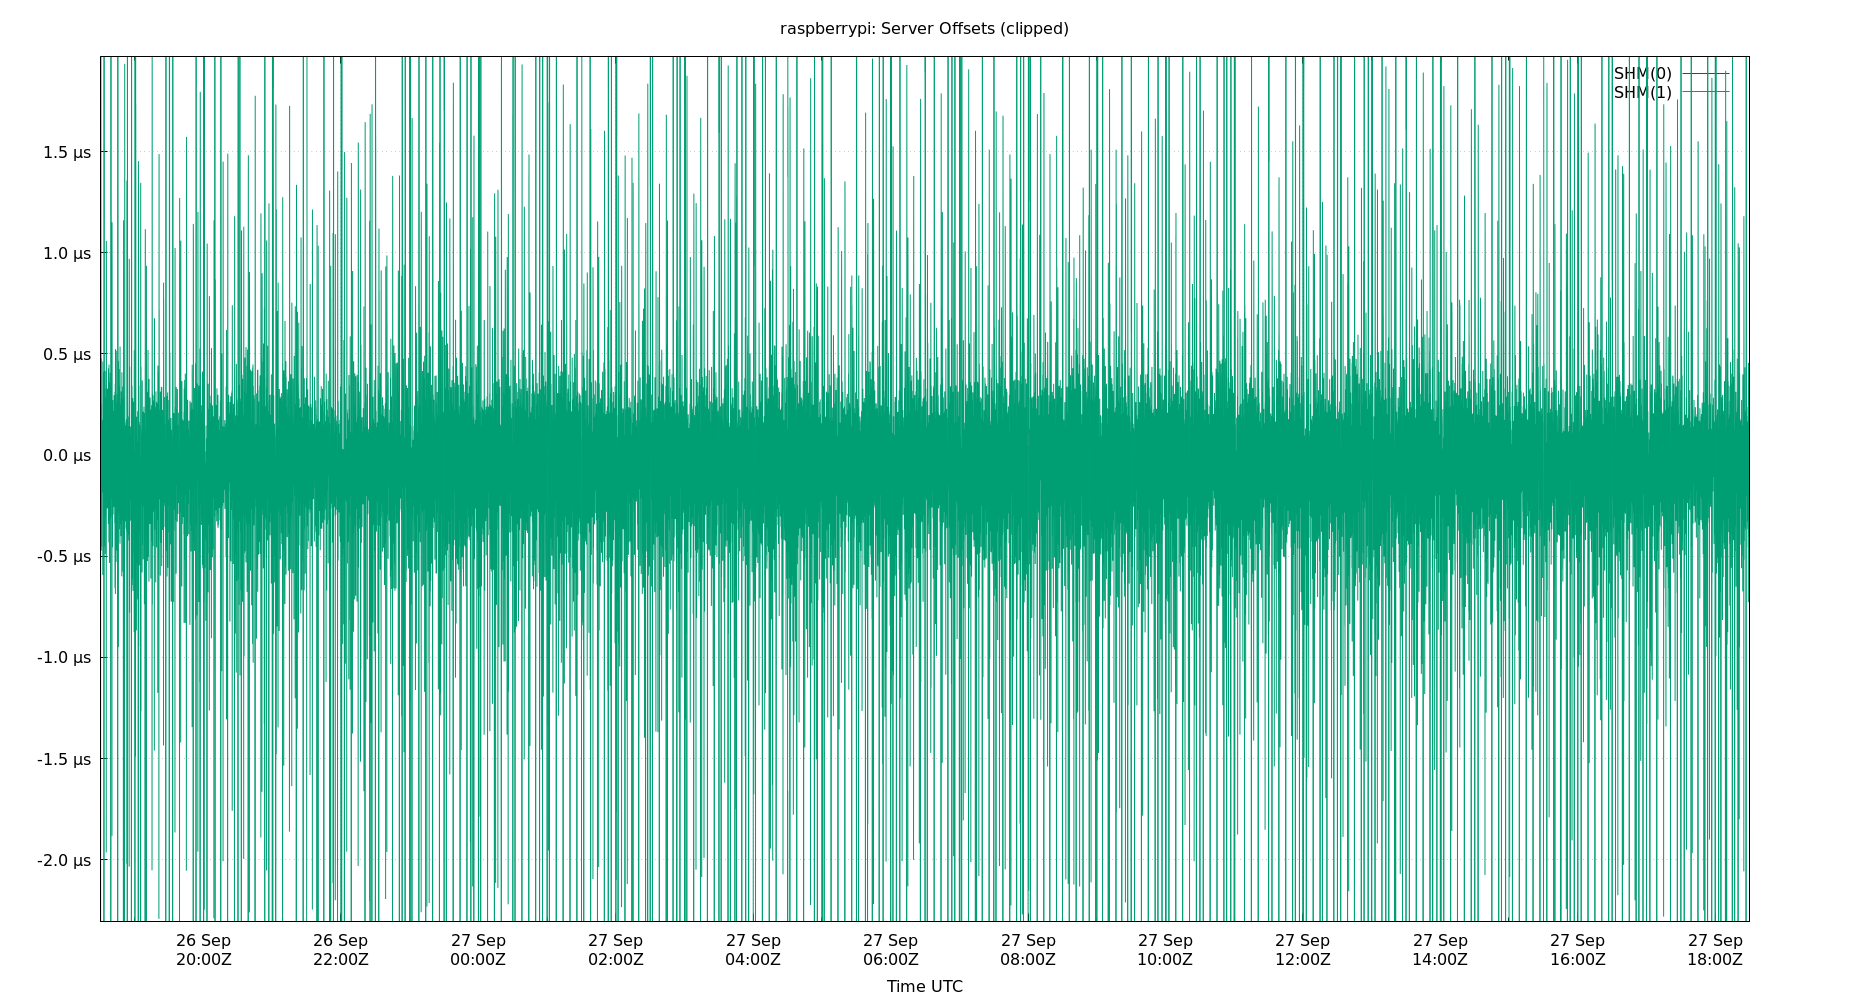 raspberrypi: Server Offsets (clipped)
SHM(0)
SHM(1)
1.5 µs
1.0 µs
0.5 µs
0.0 µs
-0.5 µs
-1.0 µs
-1.5 µs
-2.0 µs
26 Sep 26 Sep 27 Sep 27 Sep 27 Sep 27 Sep 27 Sep 27 Sep 27 Sep 27 Sep 27 Sep 27 Sep
20:00Z 22:00Z 00:00Z 02:00Z 04:00Z 06:00Z 08:00Z 10:00Z 12:00Z 14:00Z 16:00Z 18:00Z
Time UTC